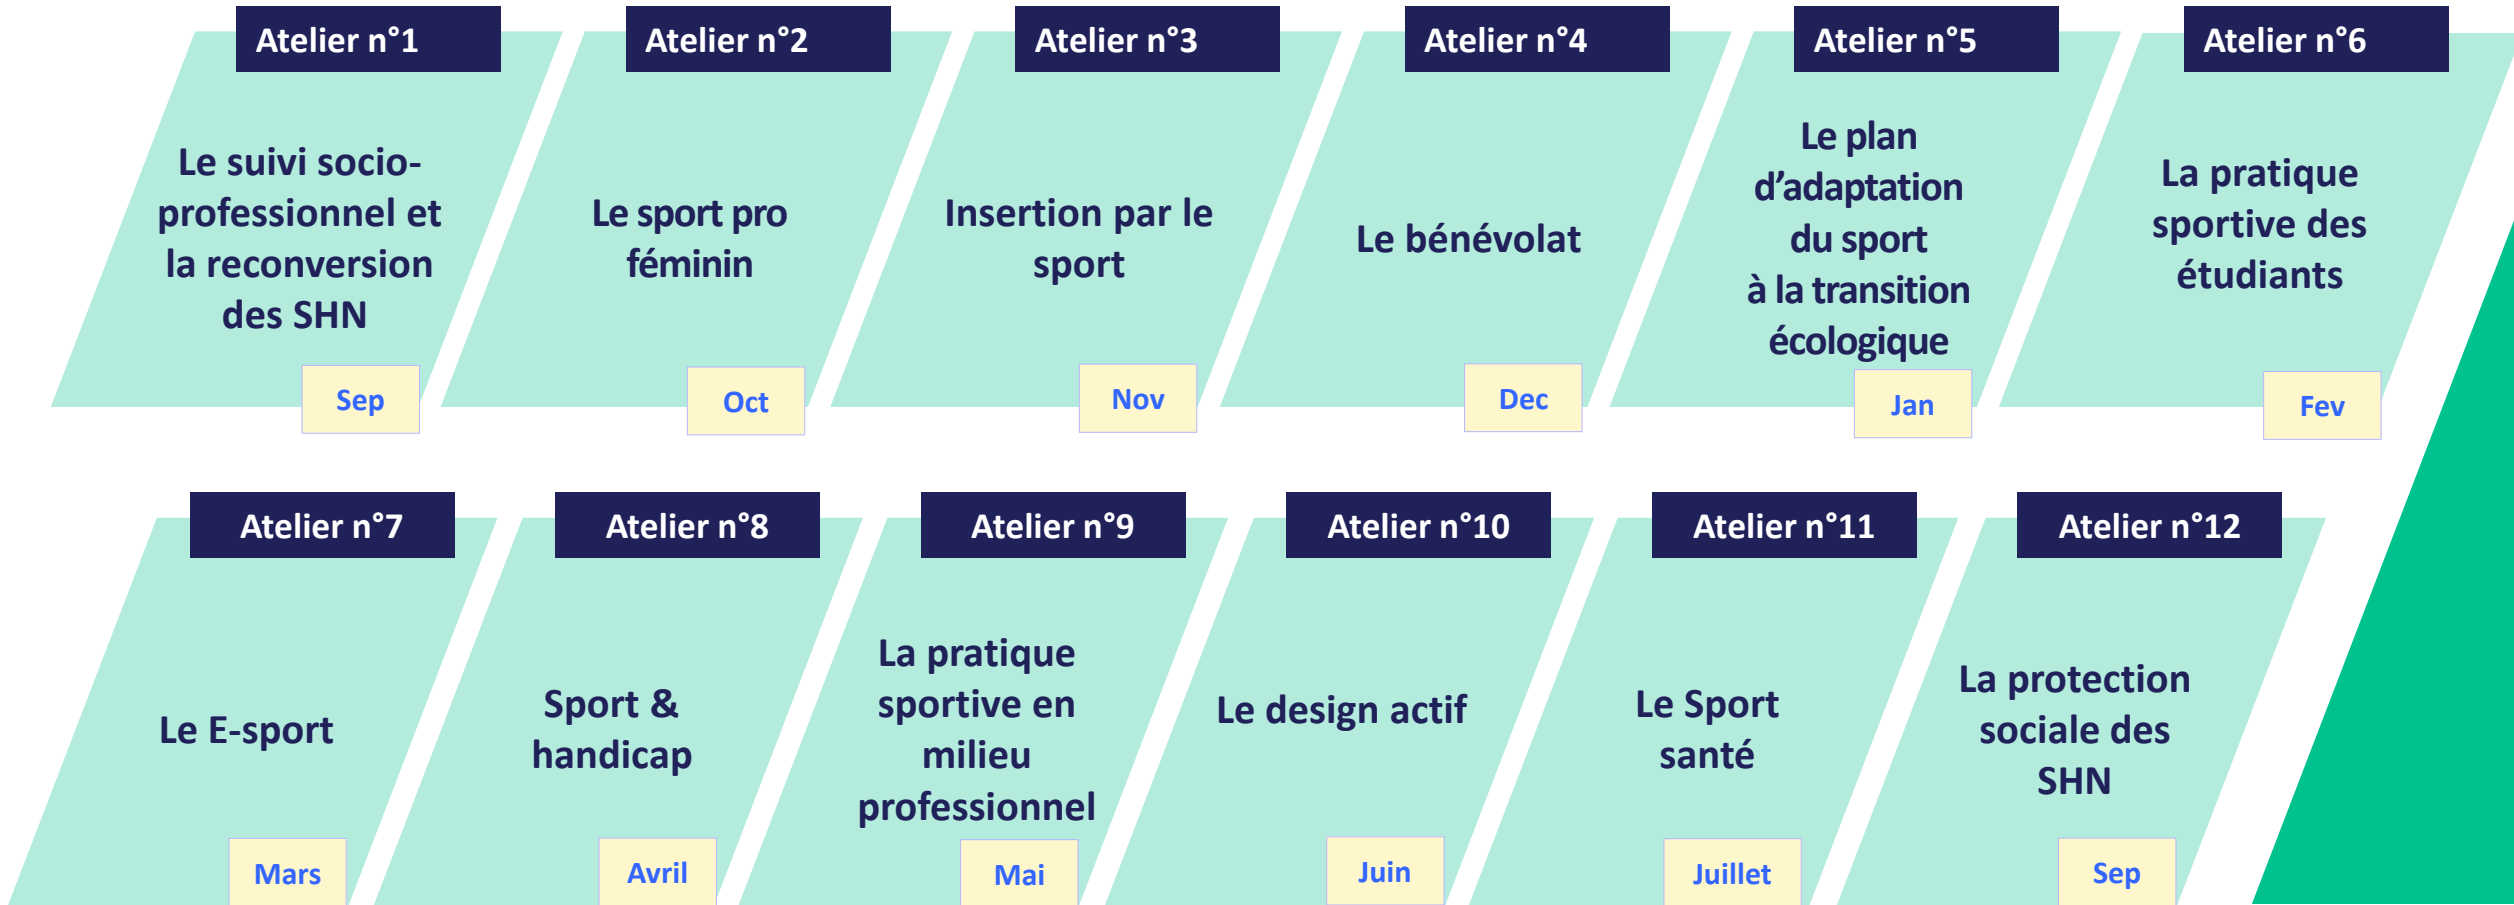 Atelier n°1
Le suivi socio-
professionnel et
la reconversion
des SHN
Sep
Atelier n°2
Le sport pro
féminin
Oct
Atelier n°3
Insertion par le
sport
Nov
Atelier n°4
Le bénévolat
Dec
Atelier n°5
Le plan
d’adaptation
du sport
à la transition
écologique
Jan
Atelier n°6
La pratique
sportive des
étudiants
Fev
Atelier n°7
Le E-sport
Mars
Atelier n°8
Sport &
handicap
Avril
Atelier n°9
La pratique
sportive en
milieu
professionnel
Mai
Atelier n°10
Le design actif
Juin
Atelier n°11
Le Sport
santé
Juillet
Atelier n°12
La protection
sociale des
SHN
Sep